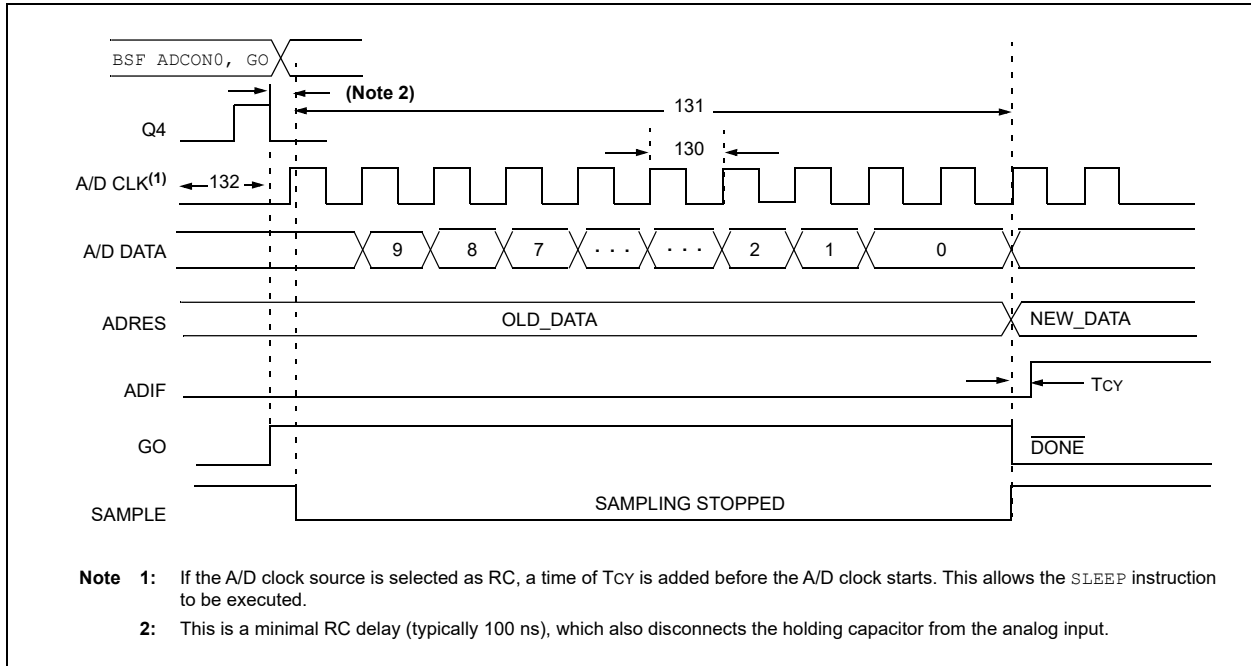 BSF ADCON0, GO
(Note 2)
131
Q4
130
A/D CLK(1)
132
A/D DATA
9 8 7 · · · · · · 2 1 0
ADRES
OLD_DATA
NEW_DATA
ADIF
TCY
GO
DONE
SAMPLE
SAMPLING STOPPED
Note 1: If the A/D clock source is selected as RC, a time of TCY is added before the A/D clock starts. This allows the SLEEP instruction
to be executed.
2: This is a minimal RC delay (typically 100 ns), which also disconnects the holding capacitor from the analog input.